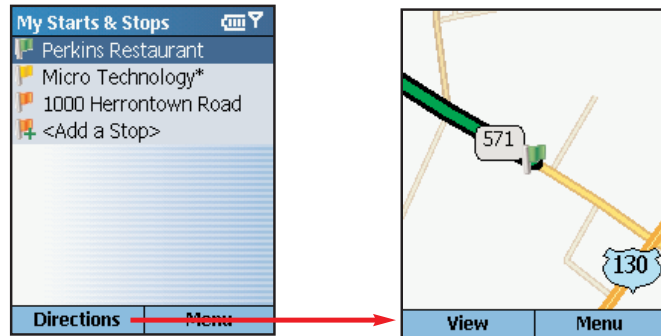 My Starts & Stops
Perkins Restaurant
Micro Technology*
1000 Herrontown Road
<Add a Stop>
Directions
Menu
571
130
View
Menu